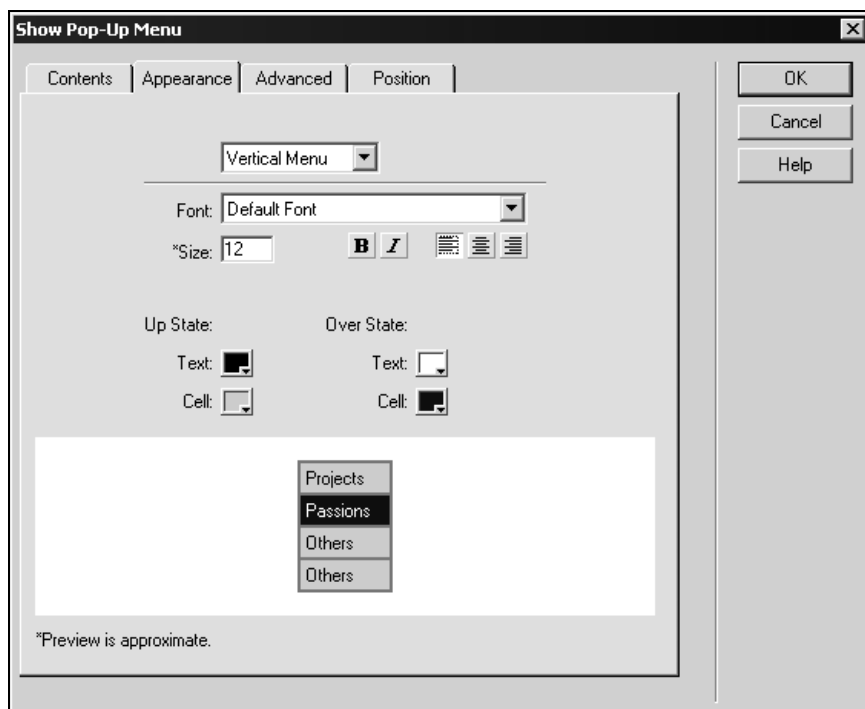 Show Pop-Up Menu
Contents Appearance Advanced Position
OK
Cancel
Help
Vertical Menu
Font: Default Font
*Size: 12 B I
Up State: Over State:
Text: Text:
Cell: Cell:
Projects
Passions
Others
Others
*Preview is approximate.